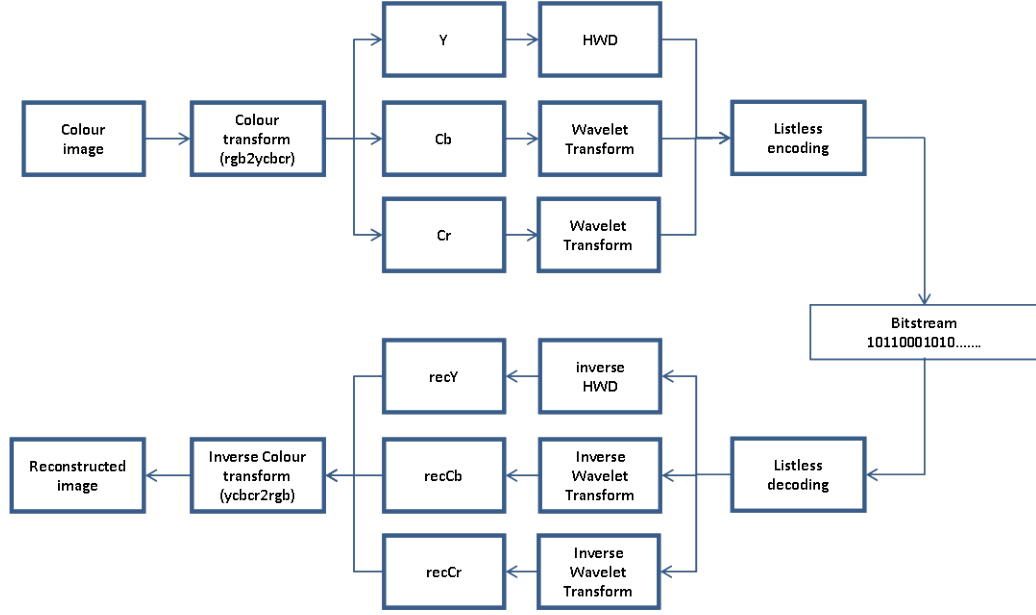 Y
HWD
Colour
image
Colour
transform
(rgb2ycbcr)
Cb
Wavelet
Transform
Listless
encoding
Cr
Wavelet
Transform
Bitstream
10110001010.......
recY
inverse
HWD
Reconstructed
image
Inverse Colour
transform
(ycbcr2rgb)
recCb
Inverse
Wavelet
Transform
Listless
decoding
recCr
Inverse
Wavelet
Transform